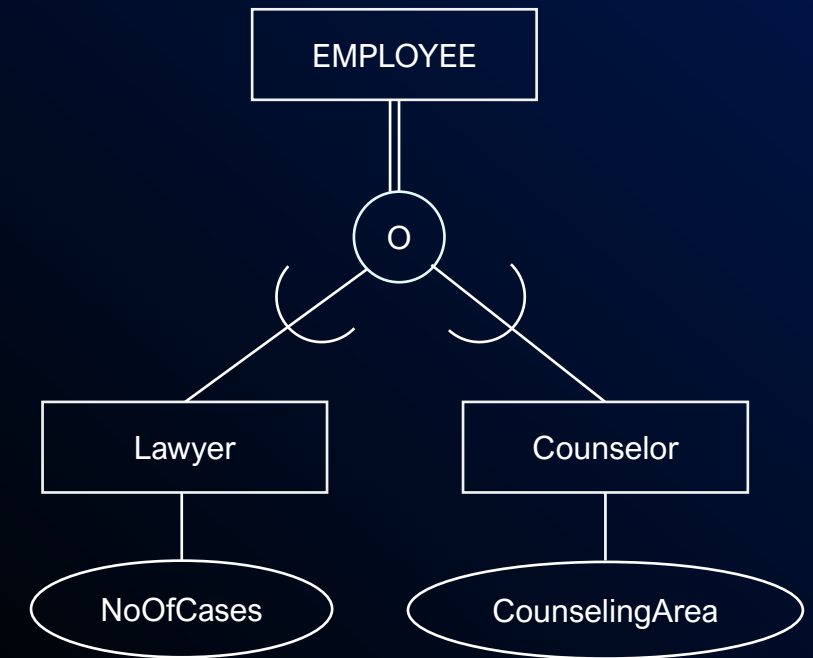 EMPLOYEE
O
Lawyer
Counselor
NoOfCases
CounselingArea